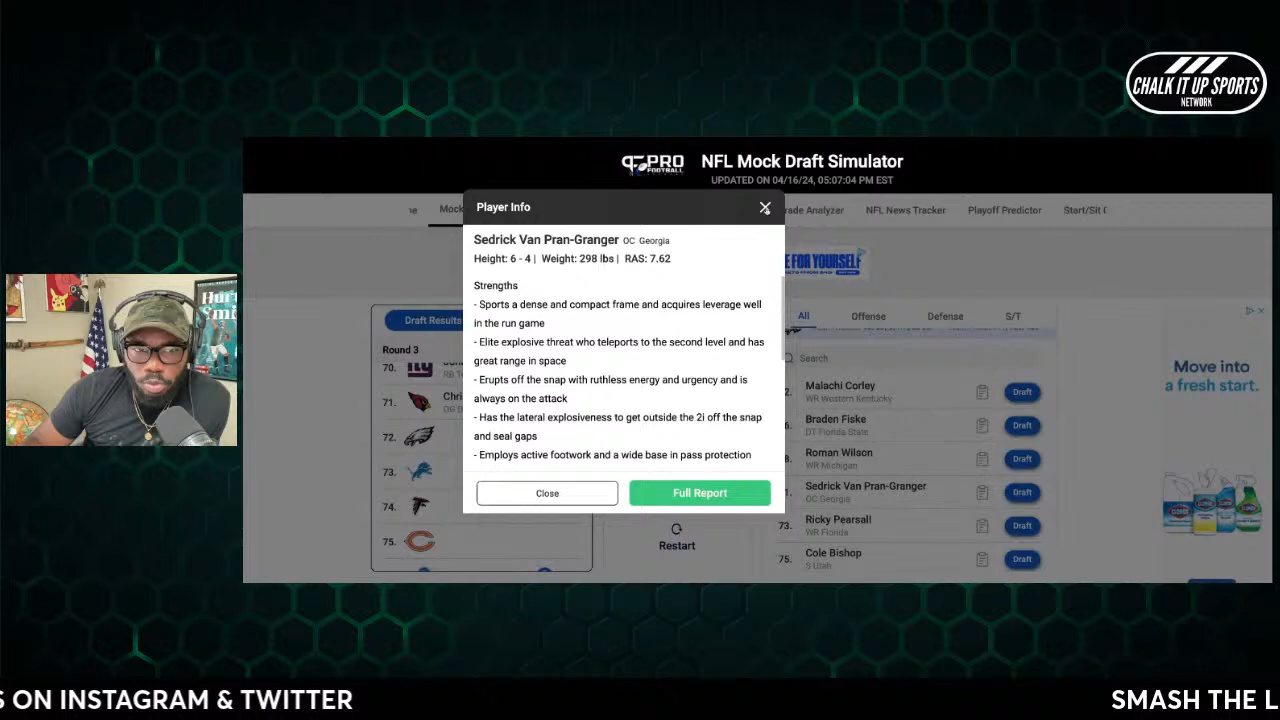 CHALK IT UP SPORTS
NETWORK
PRO
FOOTBALL
NFL Mock Draft Simulator
UPDATED ON 04/16/24, 05:07:04 PM EST
Mock
rade Analyzer
NFL News Tracker
Playoff Predictor
Start/Sit
Player Info
Sedrick Van Pran-Granger OC Georgia
Height: 6 - 4 | Weight: 298 lbs | RAS: 7.62
Strengths
- Sports a dense and compact frame and acquires leverage well
in the run game
- Elite explosive threat who teleports to the second level and has
great range in space
- Erupts off the snap with ruthless energy and urgency and is
always on the attack
- Has the lateral explosiveness to get outside the 2i off the snap
and seal gaps
- Employs active footwork and a wide base in pass protection
Close
Full Report
E FOR YOURSELF
Draft Results
Round 3
70.
71.
Chri
72.
73.
74.
75.
Restart
All
Offense
Defense
S/T
Search
Malachi Corley
WR Western Kentucky
Draft
Braden Fiske
DT Florida State
Draft
Roman Wilson
WR Michigan
Draft
Sedrick Van Pran-Granger
OC Georgia
Draft
73.
Ricky Pearsall
WR Florida
Draft
75.
Cole Bishop
S Utah
Draft
Move into
a fresh start.
CLOROX
S ON INSTAGRAM & TWITTER
SMASH THE L